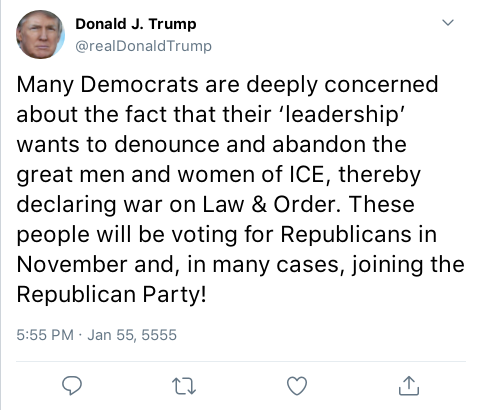 Donald J. Trump
@realDonaldTrump
Many Democrats are deeply concerned
about the fact that their ‘leadership’
wants to denounce and abandon the
great men and women of ICE, thereby
declaring war on Law & Order. These
people will be voting for Republicans in
November and, in many cases, joining the
Republican Party!
5:55 PM · Jan 55, 5555